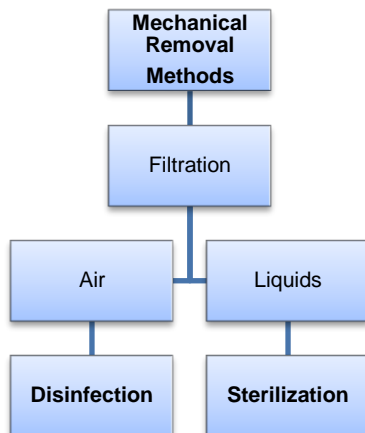 Mechanical
Removal
Methods
Filtration
Air
Liquids
Disinfection
Sterilization